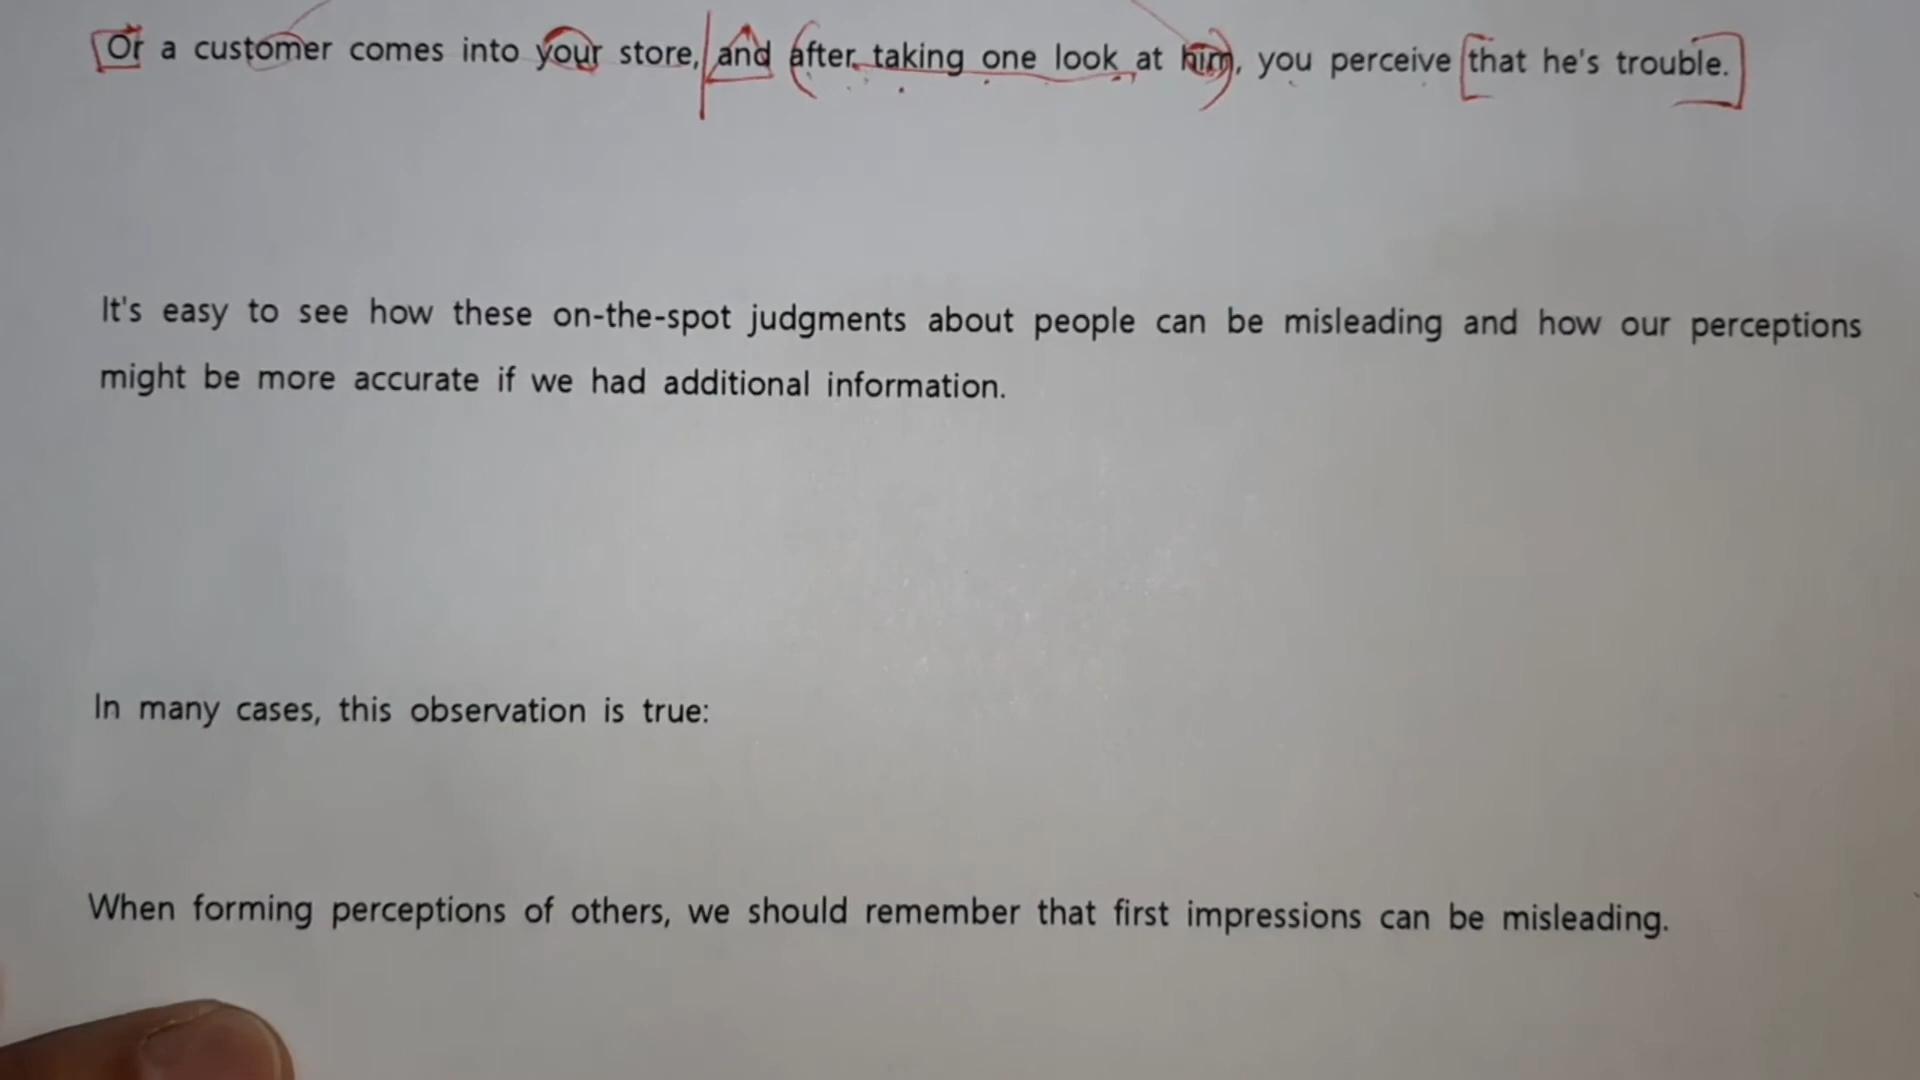 Or a customer comes into your store, and after taking one look at him, you perceive that he's trouble.
It's easy to see how these on-the-spot judgments about people can be misleading and how our perceptions
might be more accurate if we had additional information.
In many cases, this observation is true:
When forming perceptions of others, we should remember that first impressions can be misleading.